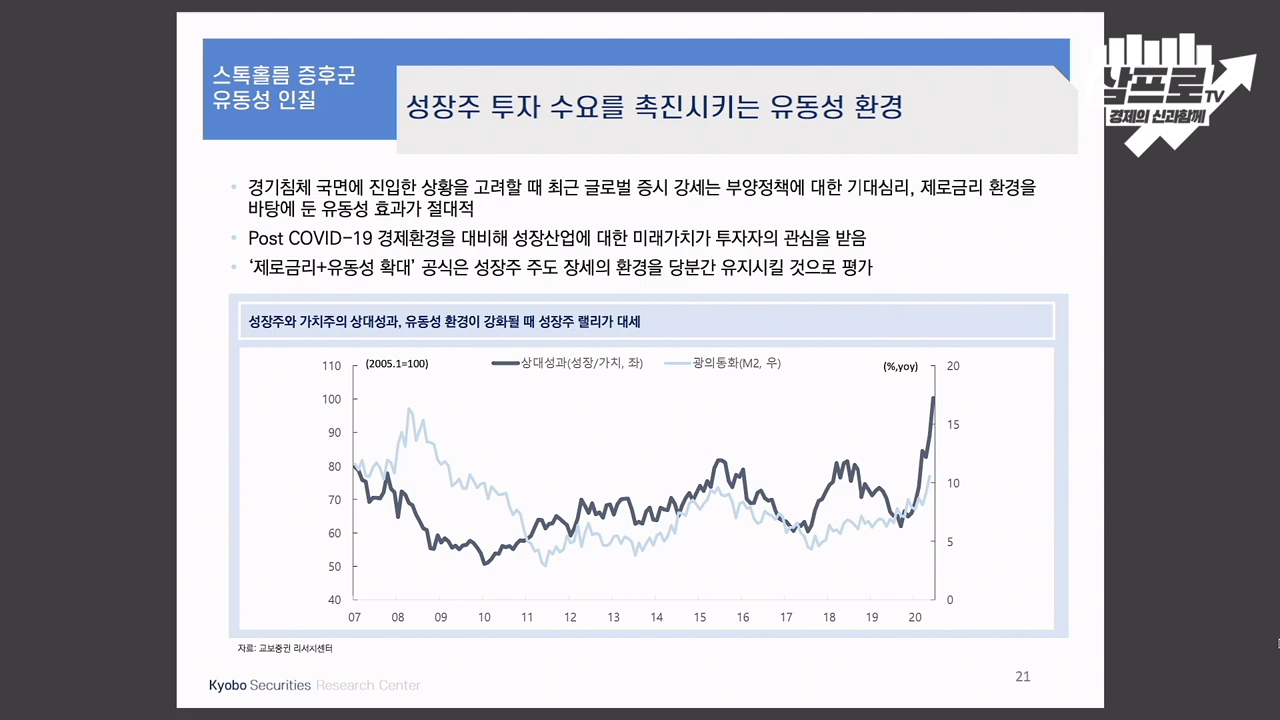 스톡홀름 증후군
유동성 인질
성장주 투자 수요를 촉진시키는 유동성 환경
삼프로TV
경제의 신과함께
• 경기침체 국면에 진입한 상황을 고려할 때 최근 글로벌 증시 강세는 부양정책에 대한 기대심리, 제로금리 환경을
바탕에 둔 유동성 효과가 절대적
• Post COVID-19 경제환경을 대비해 성장산업에 대한 미래가치가 투자자의 관심을 받음
• ‘제로금리+유동성 확대’ 공식은 성장주 주도 장세의 환경을 당분간 유지시킬 것으로 평가
성장주와 가치주의 상대성과, 유동성 환경이 강화될 때 성장주 랠리가 대세
(2005.1=100) 상대성과(성장/가치, 좌) 광의통화(M2, 우) (%,yoy)
110 20
100
90 15
80
70 10
60
50 5
40 0
07 08 09 10 11 12 13 14 15 16 17 18 19 20
자료: 교보증권 리서치센터
Kyobo Securities Research Center
21